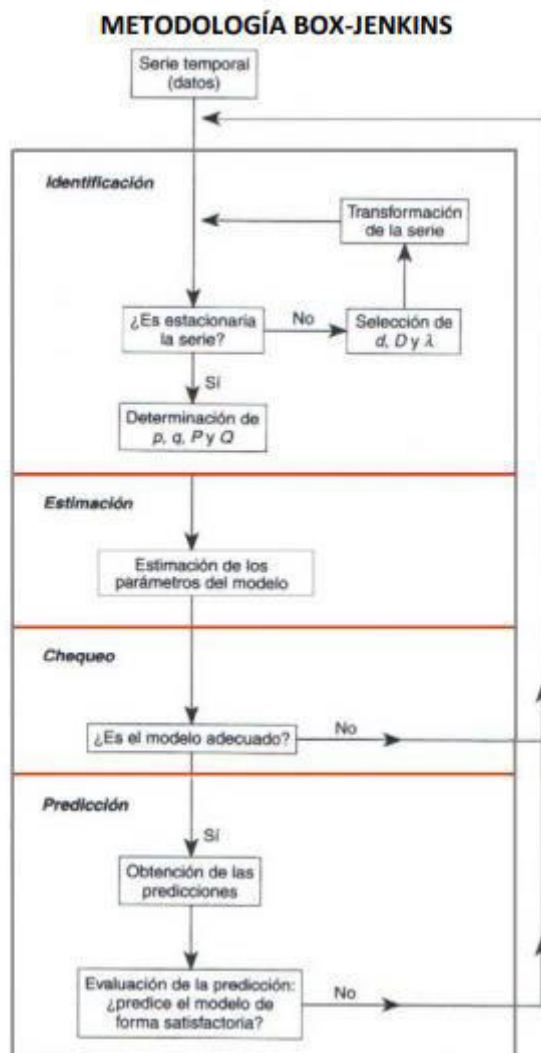 METODOLOGÍA BOX-JENKINS
Serie temporal
(datos)
Identificación
Transformación
de la serie
¿Es estacionaria
la serie?
No
Selección de
d, D y λ
Sí
Determinación de
p, q, P y Q
Estimación
Estimación de los
parámetros del modelo
Chequeo
¿Es el modelo adecuado?
No
Predicción
Sí
Obtención de las
predicciones
Evaluación de la predicción:
¿predice el modelo de
forma satisfactoria?
No